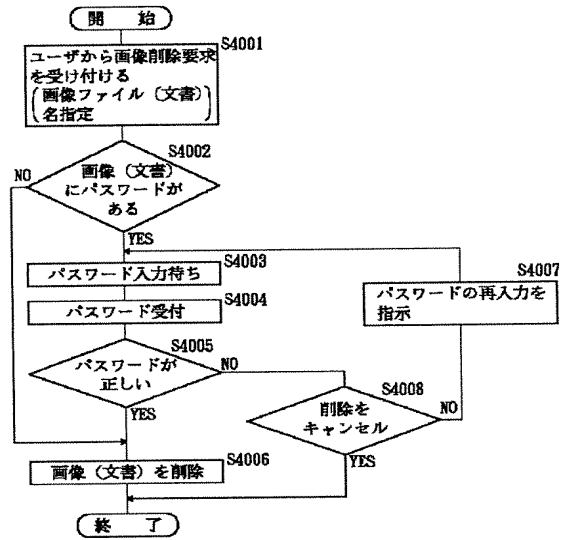 開 始
S4001
ユーザから画像削除要求
を受け付ける
(画像ファイル(文書)
名指定)
S4002
画像(文書)
にパスワードが
ある
NO
YES
S4003
パスワード入力待ち
S4004
パスワード受付
S4005
パスワードが
正しい
NO
YES
S4007
パスワードの再入力を
指示
S4008
削除を
キャンセル
NO
YES
S4006
画像(文書)を削除
終 了